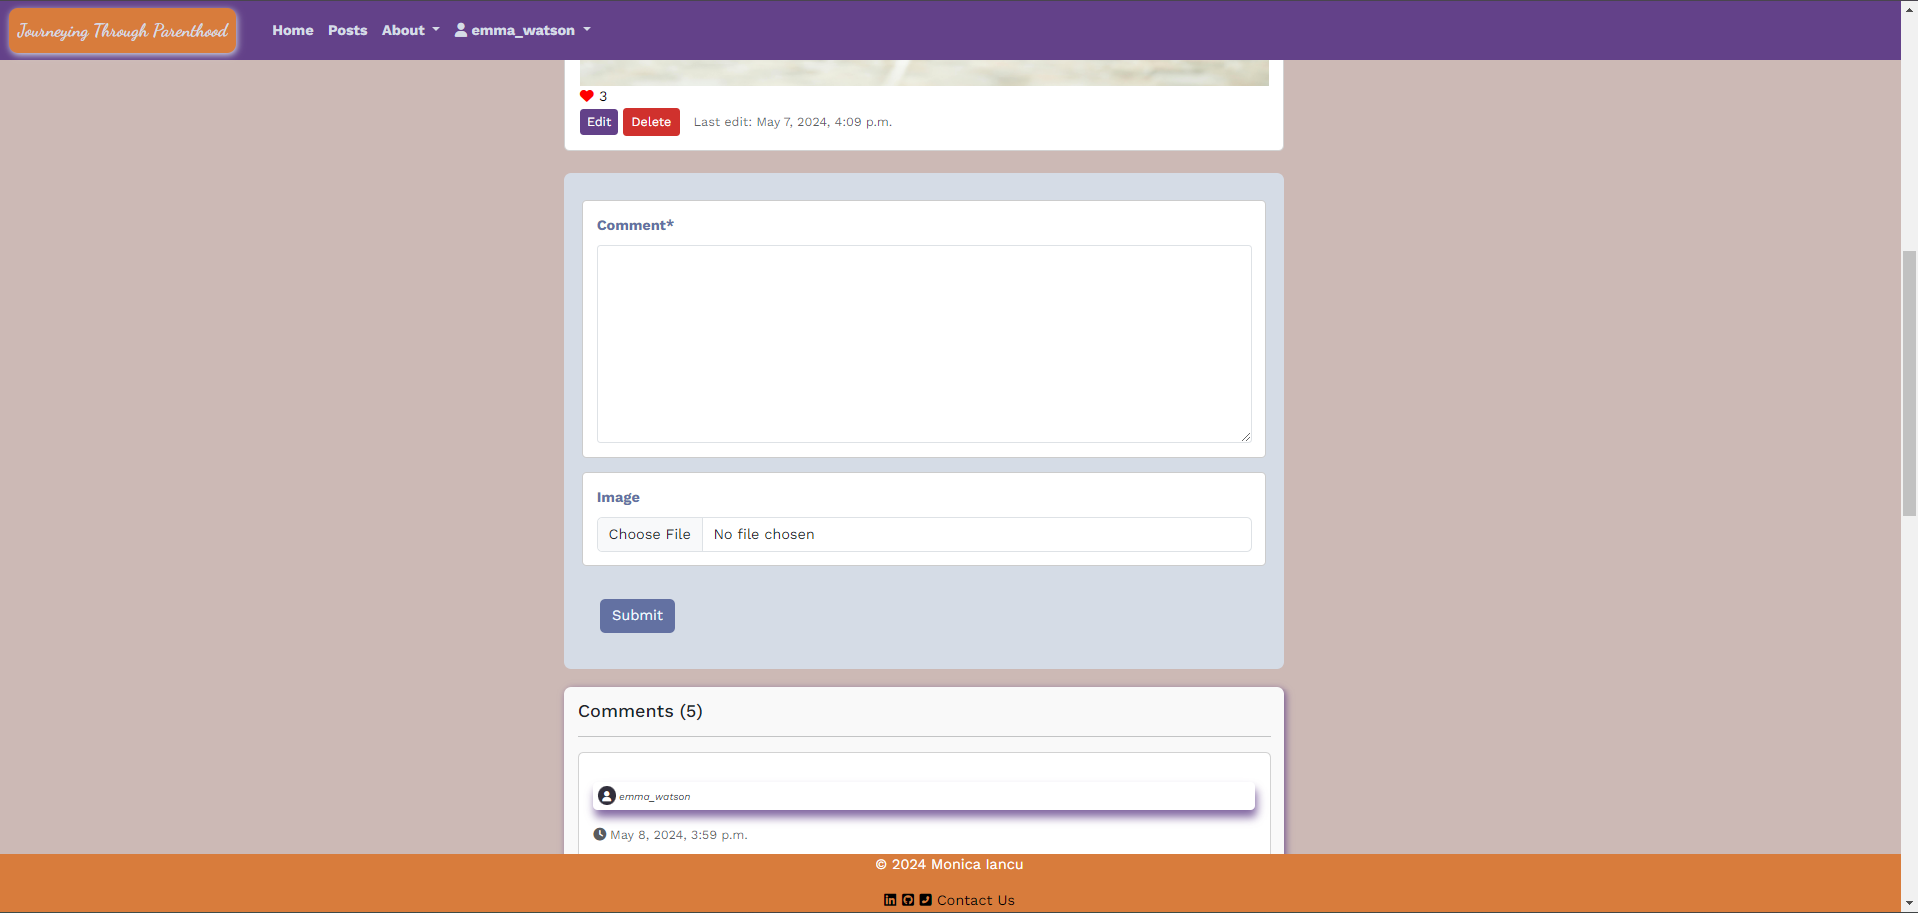 Journeying Through Parenthood Home Posts About emma_watson
3
Edit Delete Last edit: May 7, 2024, 4:09 p.m.
Comment*
Image
Choose File No file chosen
Submit
Comments (5)
emma_watson
May 8, 2024, 3:59 p.m.
© 2024 Monica Iancu
Contact Us